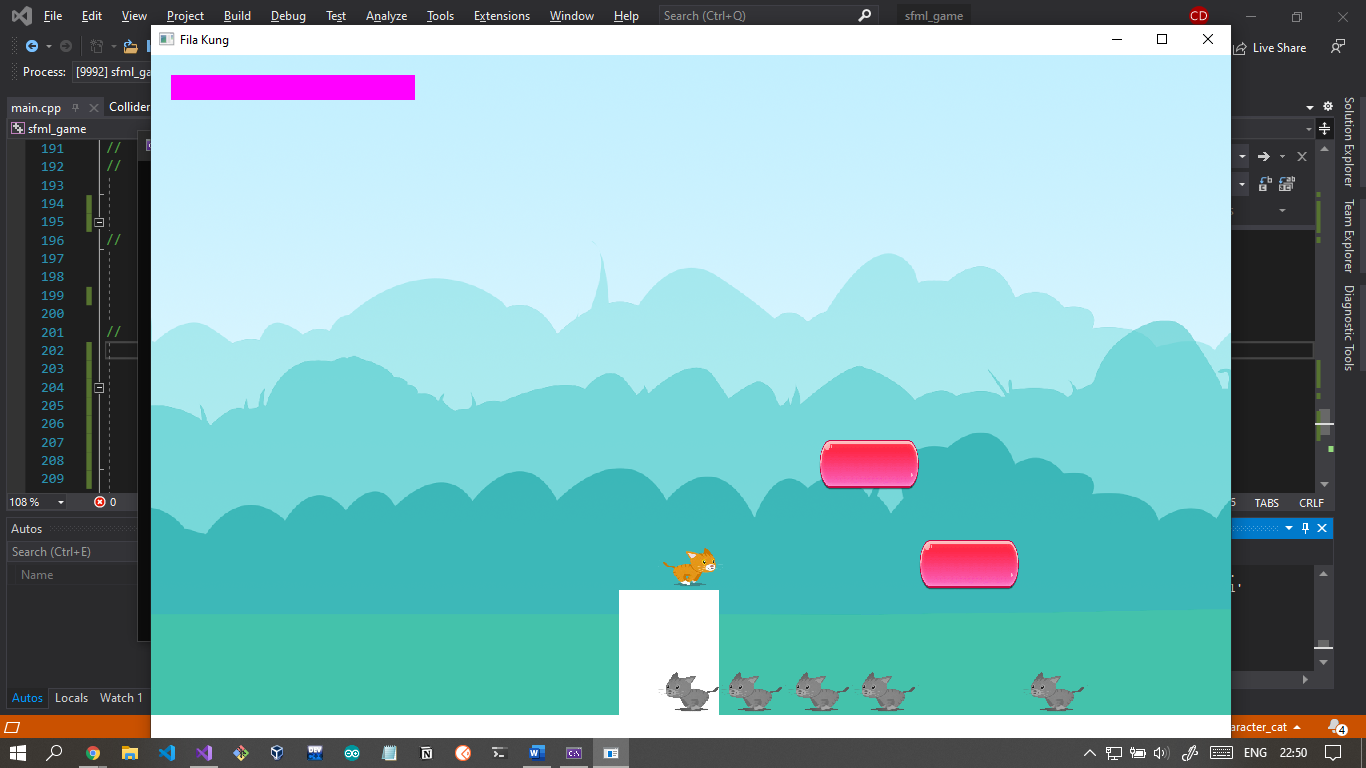 File Edit View Project Build Debug Test Analyze Tools Extensions Window Help Search (Ctrl+Q) sfml_game CD
Fila Kung
Live Share
Process: [9992] sfml_ga
main.cpp Collider
sfml_game
191 //
192 //
193
194
195
196 //
197
198
199
200
201 //
202
203
204
205
206
207
208
209
108 % 0 TABS CRLF
Autos
Search (Ctrl+E)
Name
Autos Locals Watch 1
Solution Explorer
Team Explorer
Diagnostic Tools
aracter_cat 4
ENG 22:50